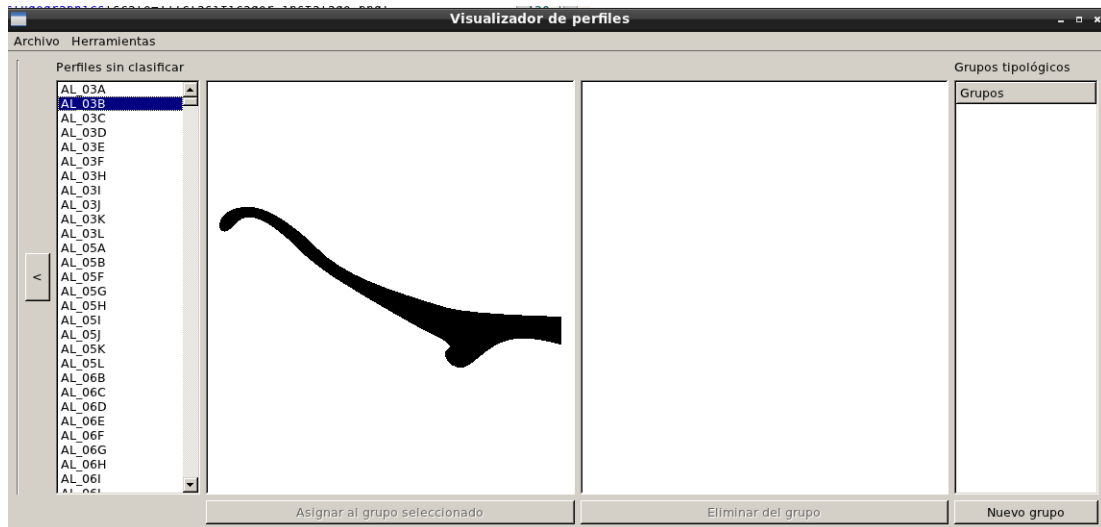 Visualizador de perfiles
Archivo Herramientas
Perfiles sin clasificar
Grupos tipológicos
AL_03A
AL_03B
AL_03C
AL_03D
AL_03E
AL_03F
AL_03H
AL_03I
AL_03J
AL_03K
AL_03L
AL_05A
AL_05B
AL_05F
AL_05G
AL_05H
AL_05I
AL_05J
AL_05K
AL_05L
AL_06B
AL_06C
AL_06D
AL_06E
AL_06F
AL_06G
AL_06H
AL_06I
Grupos
<
Asignar al grupo seleccionado
Eliminar del grupo
Nuevo grupo